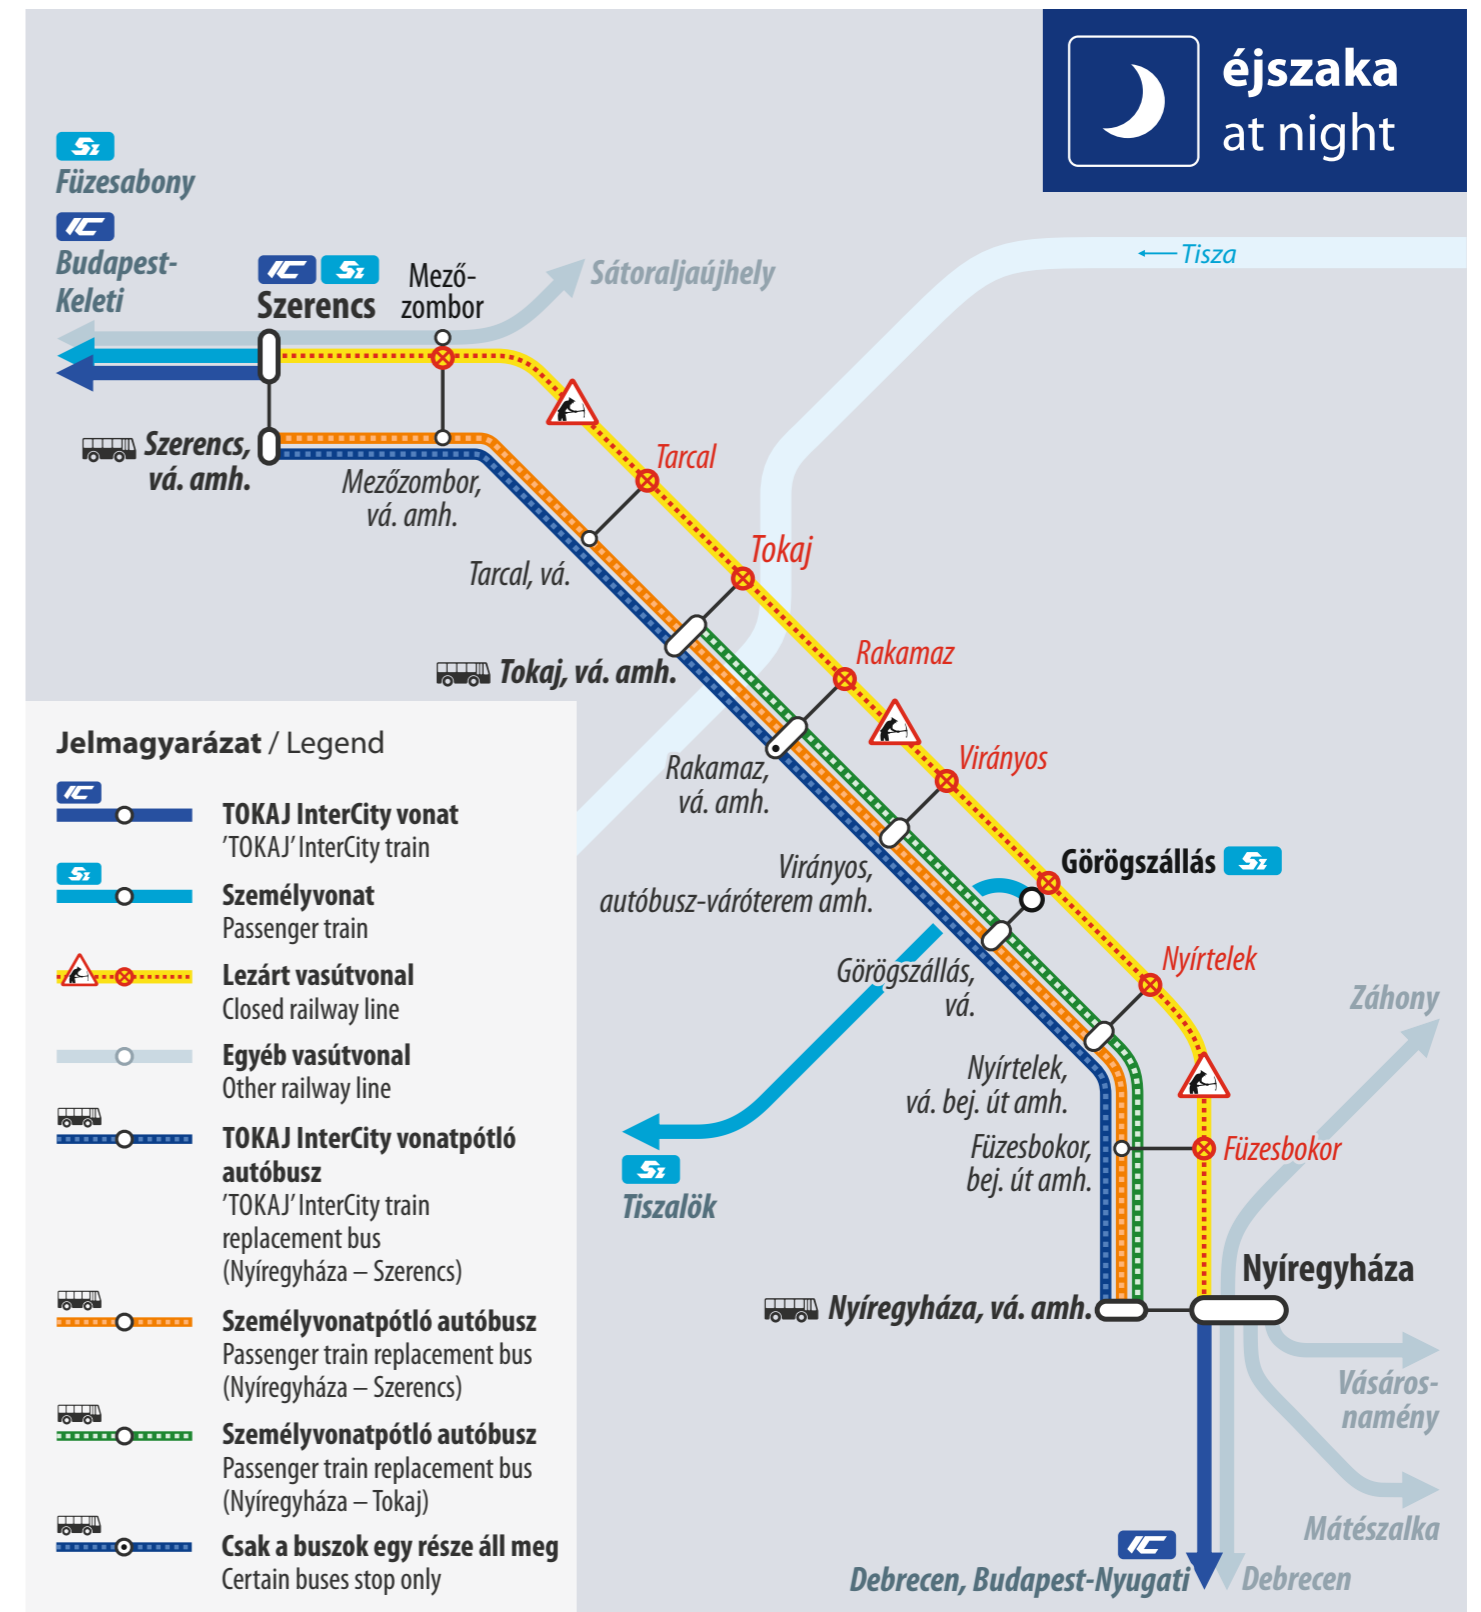 éjszaka
at night
Sz
Füzesabony
IC
Budapest-
Keleti
IC Sz
Szerencs
Mező-
zombor
Sátoraljaújhely
←Tisza
Szerencs,
vá. amh.
Mezőzombor,
vá. amh.
Tarcal
Tarcal, vá.
Tokaj
Tokaj, vá. amh.
Rakamaz
Rakamaz,
vá. amh.
Virányos
Virányos,
autóbusz-váróterem amh.
Görögszállás Sz
Görögszállás,
vá.
Nyírtelek
Nyírtelek,
vá. bej. út amh.
Záhony
Füzesbokor,
bej. út amh.
Füzesbokor
Sz
Tiszalök
Nyíregyháza
Nyíregyháza, vá. amh.
Vásáros-
namény
Mátészalka
IC
Debrecen, Budapest-Nyugati
Debrecen
Jelmagyarázat / Legend
IC
TOKAJ InterCity vonat
'TOKAJ' InterCity train
Sz
Személyvonat
Passenger train
Lezárt vasútvonal
Closed railway line
Egyéb vasútvonal
Other railway line
TOKAJ InterCity vonatpótló
autóbusz
'TOKAJ' InterCity train
replacement bus
(Nyíregyháza – Szerencs)
Személyvonatpótló autóbusz
Passenger train replacement bus
(Nyíregyháza – Szerencs)
Személyvonatpótló autóbusz
Passenger train replacement bus
(Nyíregyháza – Tokaj)
Csak a buszok egy része áll meg
Certain buses stop only